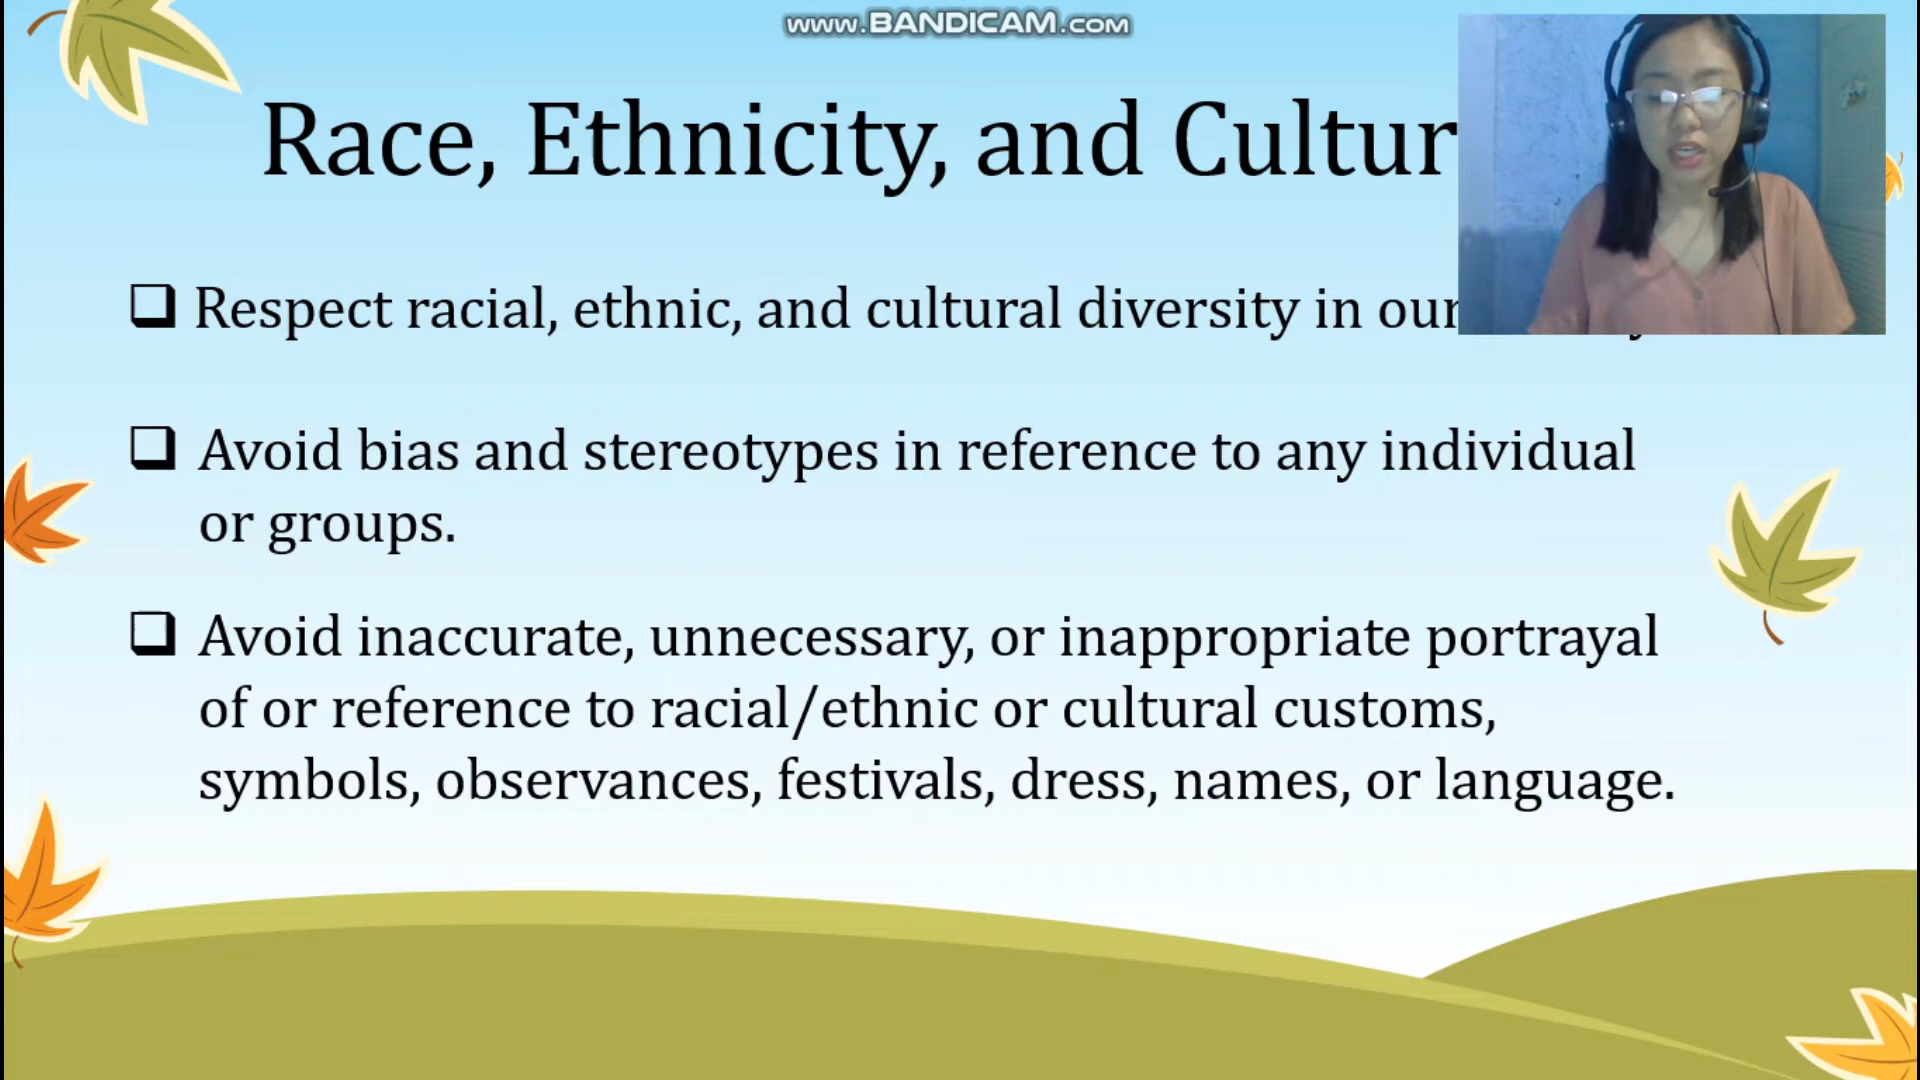 www.BANDICAM.com
Race, Ethnicity, and Cultur
❑ Respect racial, ethnic, and cultural diversity in our
❑ Avoid bias and stereotypes in reference to any individual
or groups.
❑ Avoid inaccurate, unnecessary, or inappropriate portrayal
of or reference to racial/ethnic or cultural customs,
symbols, observances, festivals, dress, names, or language.